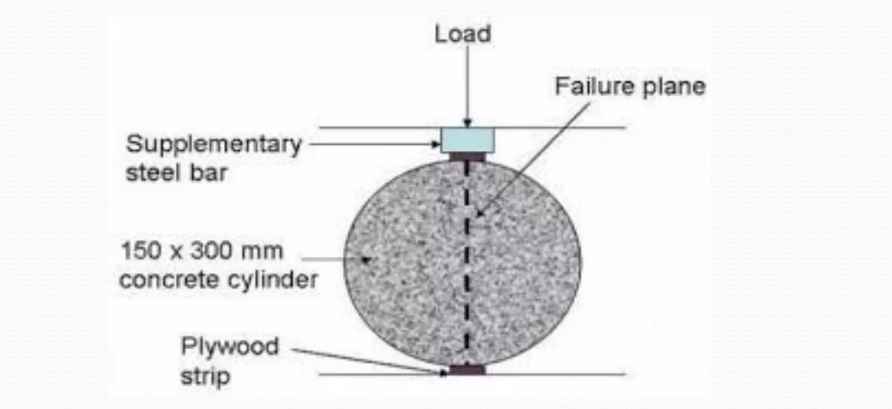 Load
Failure plane
Supplementary
steel bar
150 x 300 mm
concrete cylinder
Plywood
strip